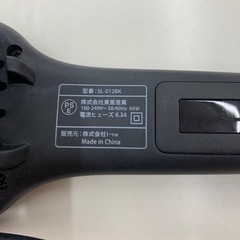 型番：SL-012BK
PSE
株式会社東亜産業
100-240V～ 50/60Hz 60W
電流ヒューズ 6.3A
販売元：株式会社I-ne
Made in China